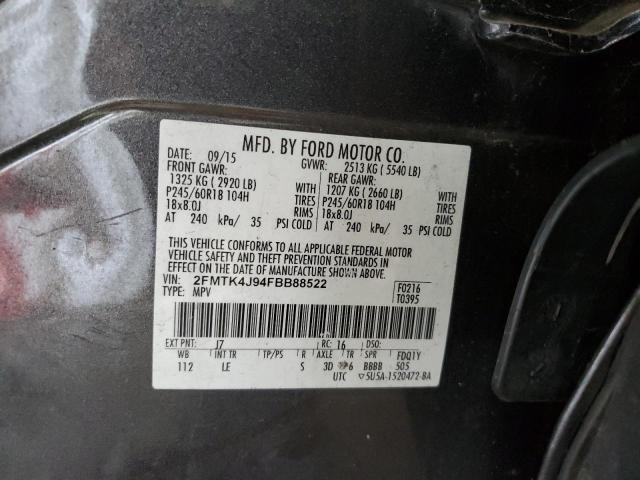 MFD. BY FORD MOTOR CO.
DATE: 09/15 GVWR: 2513 KG ( 5540 LB)
FRONT GAWR: REAR GAWR:
1325 KG ( 2920 LB) 1207 KG ( 2660 LB)
P245/60R18 104H TIRES P245/60R18 104H TIRES
18x8.0J RIMS 18x8.0J RIMS
AT 240 kPa/ 35 PSI COLD AT 240 kPa/ 35 PSI COLD
THIS VEHICLE CONFORMS TO ALL APPLICABLE FEDERAL MOTOR
VEHICLE SAFETY AND THEFT PREVENTION STANDARDS IN
EFFECT ON THE DATE OF MANUFACTURE SHOWN ABOVE.
VIN: 2FMTK4J94FBB88522 F0216
TYPE: MPV T0395
EXT PNT: J7 RC: 16 DSO:
WB INT TR TP/PS R AXLE TR SPR FDQ1Y
112 LE S 3D 6 BBBB 505
UTC 5U5A-1520472-BA